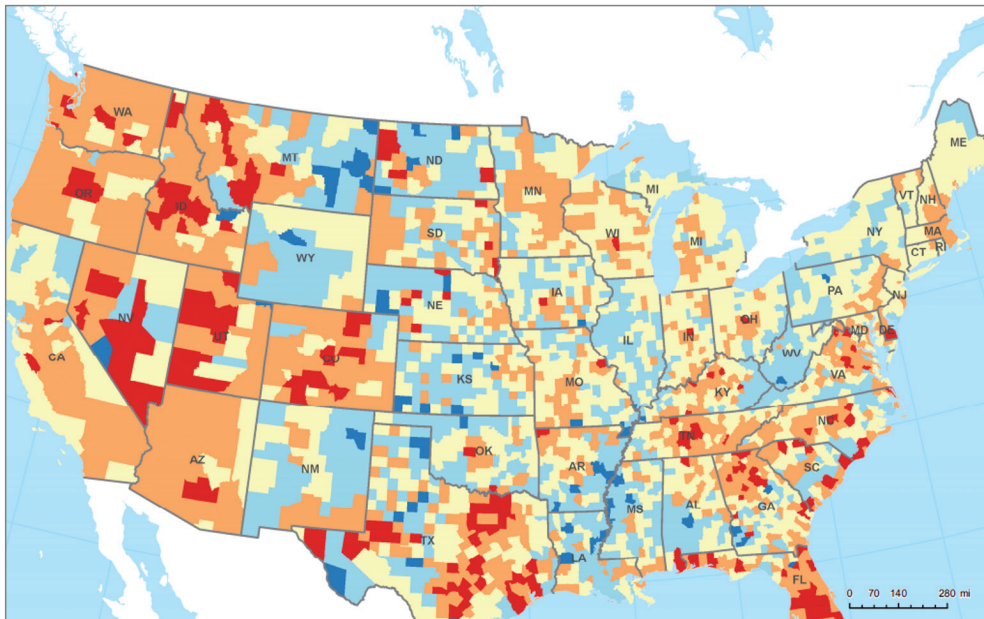 WA
MT
ND
OR
ID
MN
ME
VT
NH
WY
SD
WI
MI
MI
NY
MA
RI
CT
NV
UT
NE
IA
PA
NJ
CA
CO
KS
IL
IN
OH
WV
MD
DE
VA
MO
KY
AZ
NM
OK
AR
TN
NC
SC
TX
LA
MS
AL
GA
FL
0 70 140 280 mi